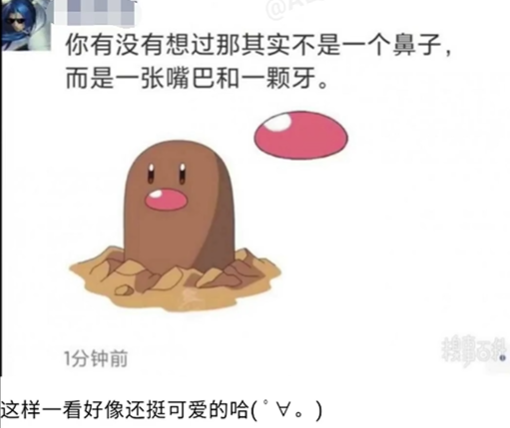 你有没有想过那其实不是一个鼻子，
而是一张嘴巴和一颗牙。
1分钟前
这样一看好像还挺可爱的哈(ﾟ∀。)